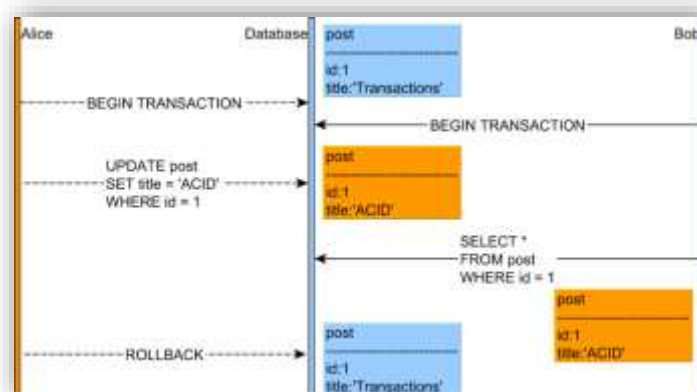 Alice
Database
Bob
post
id:1
title:'Transactions'
BEGIN TRANSACTION
BEGIN TRANSACTION
UPDATE post
SET title = 'ACID'
WHERE id = 1
post
id:1
title:'ACID'
SELECT *
FROM post
WHERE id = 1
post
id:1
title:'ACID'
ROLLBACK
post
id:1
title:'Transactions'